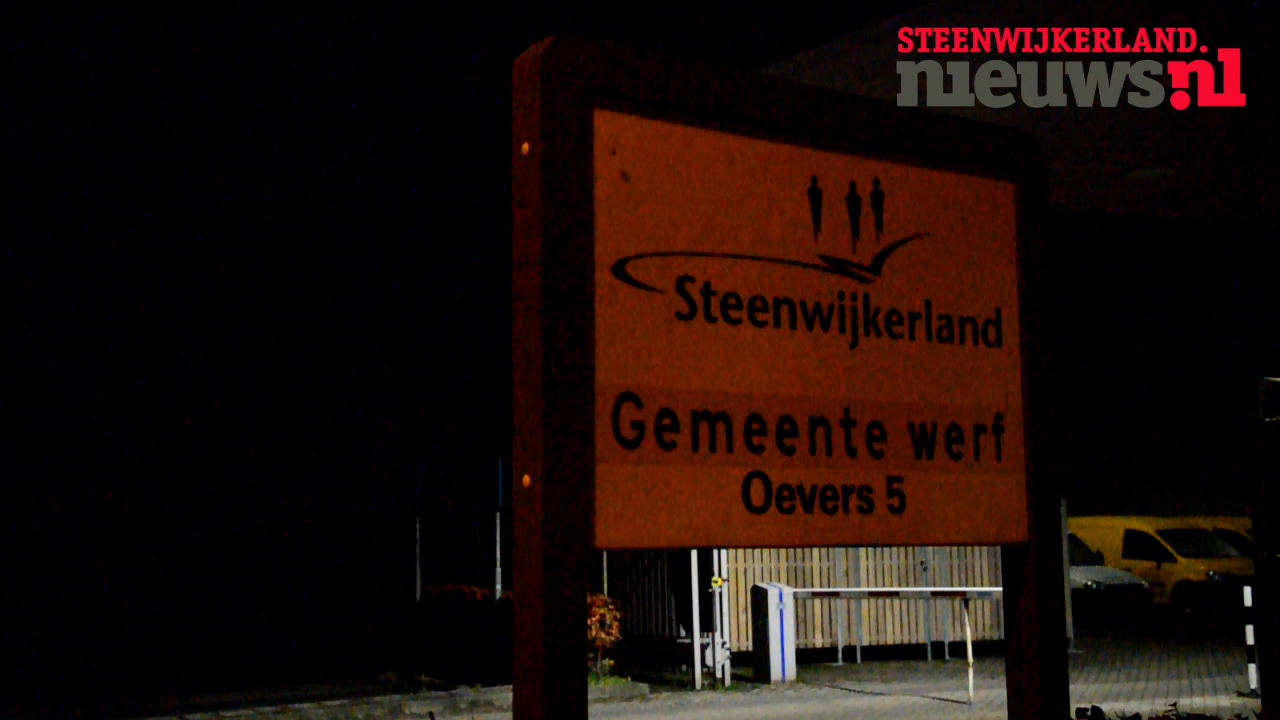 STEENWIJKERLAND.
nieuws.nl
Steenwijkerland
Gemeente werf
Oevers 5